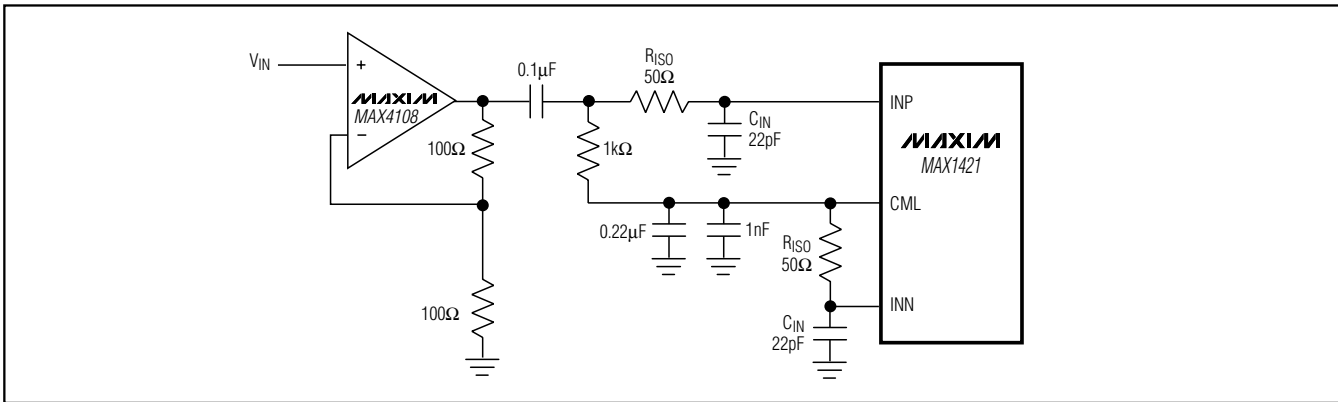 VIN
+
MAXIM
MAX4108
−
100Ω
100Ω
0.1µF
RISO
50Ω
1kΩ
CIN
22pF
0.22µF
1nF
RISO
50Ω
CIN
22pF
INP
MAXIM
MAX1421
CML
INN